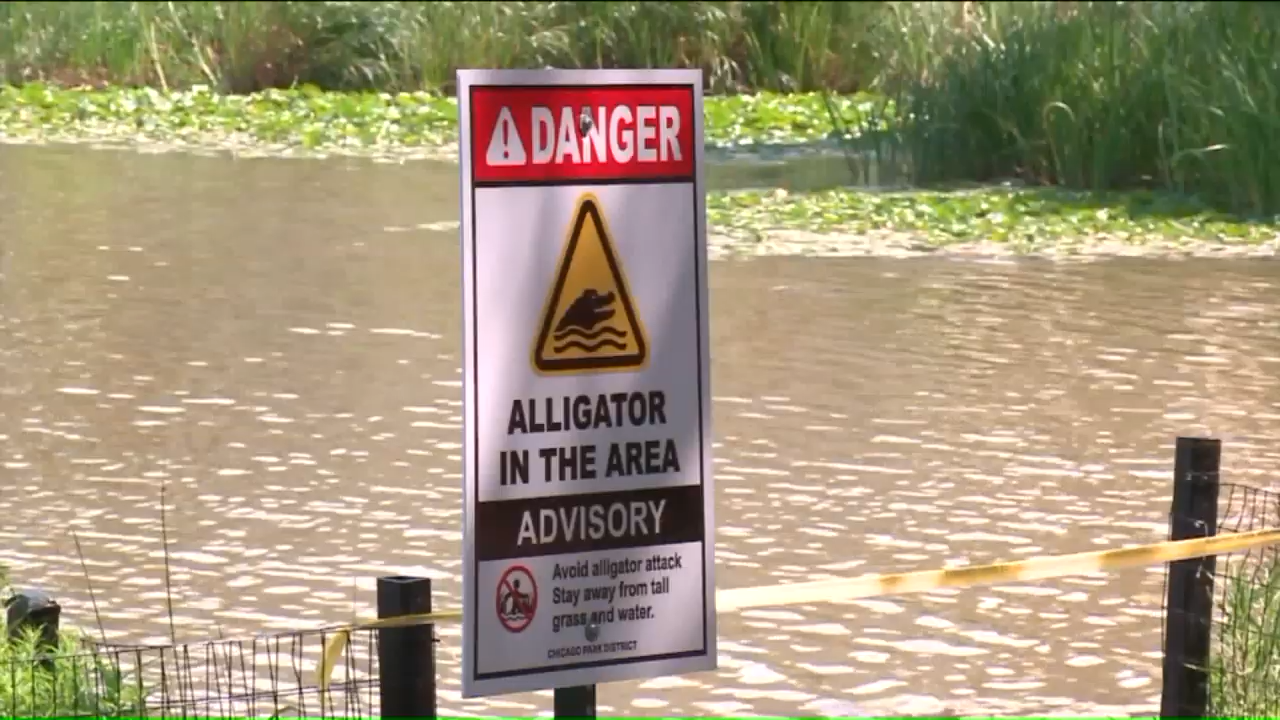 DANGER
ALLIGATOR
IN THE AREA
ADVISORY
Avoid alligator attack
Stay away from tall
grass and water.
CHICAGO PARK DISTRICT